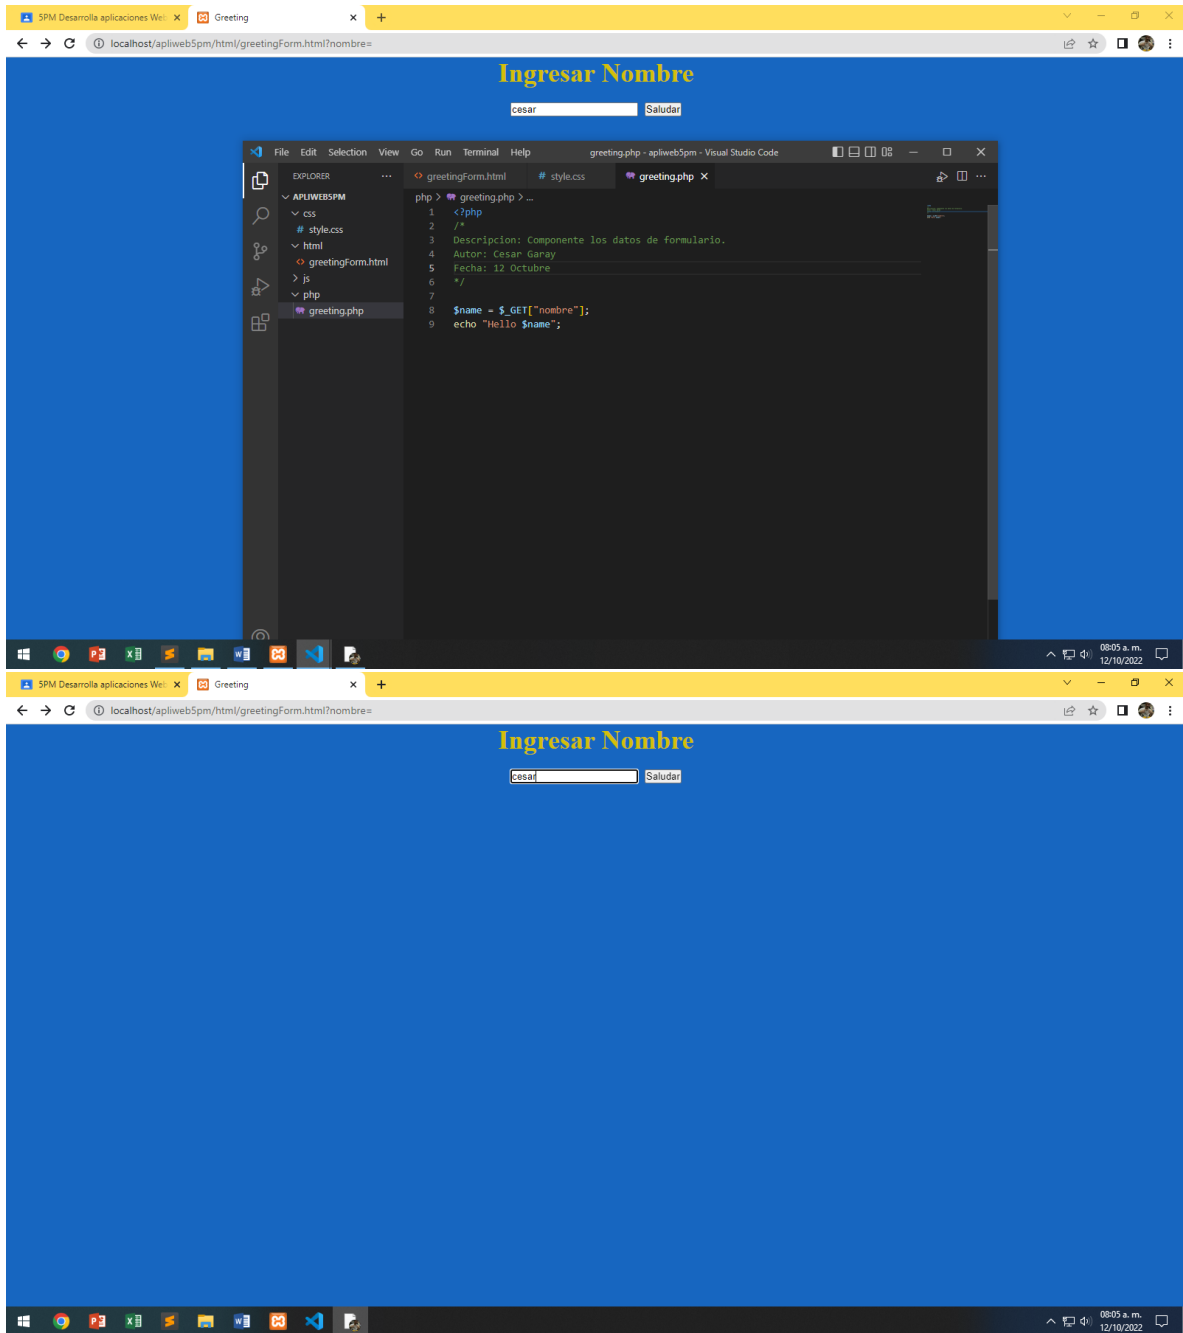 5PM Desarrolla aplicaciones Web
Greeting
localhost/apliweb5pm/html/greetingForm.html?nombre=
Ingresar Nombre
cesar Saludar
File Edit Selection View Go Run Terminal Help greeting.php - apliweb5pm - Visual Studio Code
EXPLORER
APLIWEB5PM
css
# style.css
html
greetingForm.html
js
php
greeting.php
greetingForm.html # style.css greeting.php
php > greeting.php > ...
1 <?php
2 /*
3 Descripcion: Componente los datos de formulario.
4 Autor: Cesar Garay
5 Fecha: 12 Octubre
6 */
7
8 $name = $_GET["nombre"];
9 echo "Hello $name";
08:05 a. m.
12/10/2022
5PM Desarrolla aplicaciones Web
Greeting
localhost/apliweb5pm/html/greetingForm.html?nombre=
Ingresar Nombre
cesar Saludar
08:05 a. m.
12/10/2022